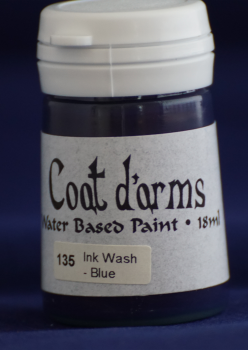 Coat d'arms
Water Based Paint • 18ml
135 Ink Wash
- Blue